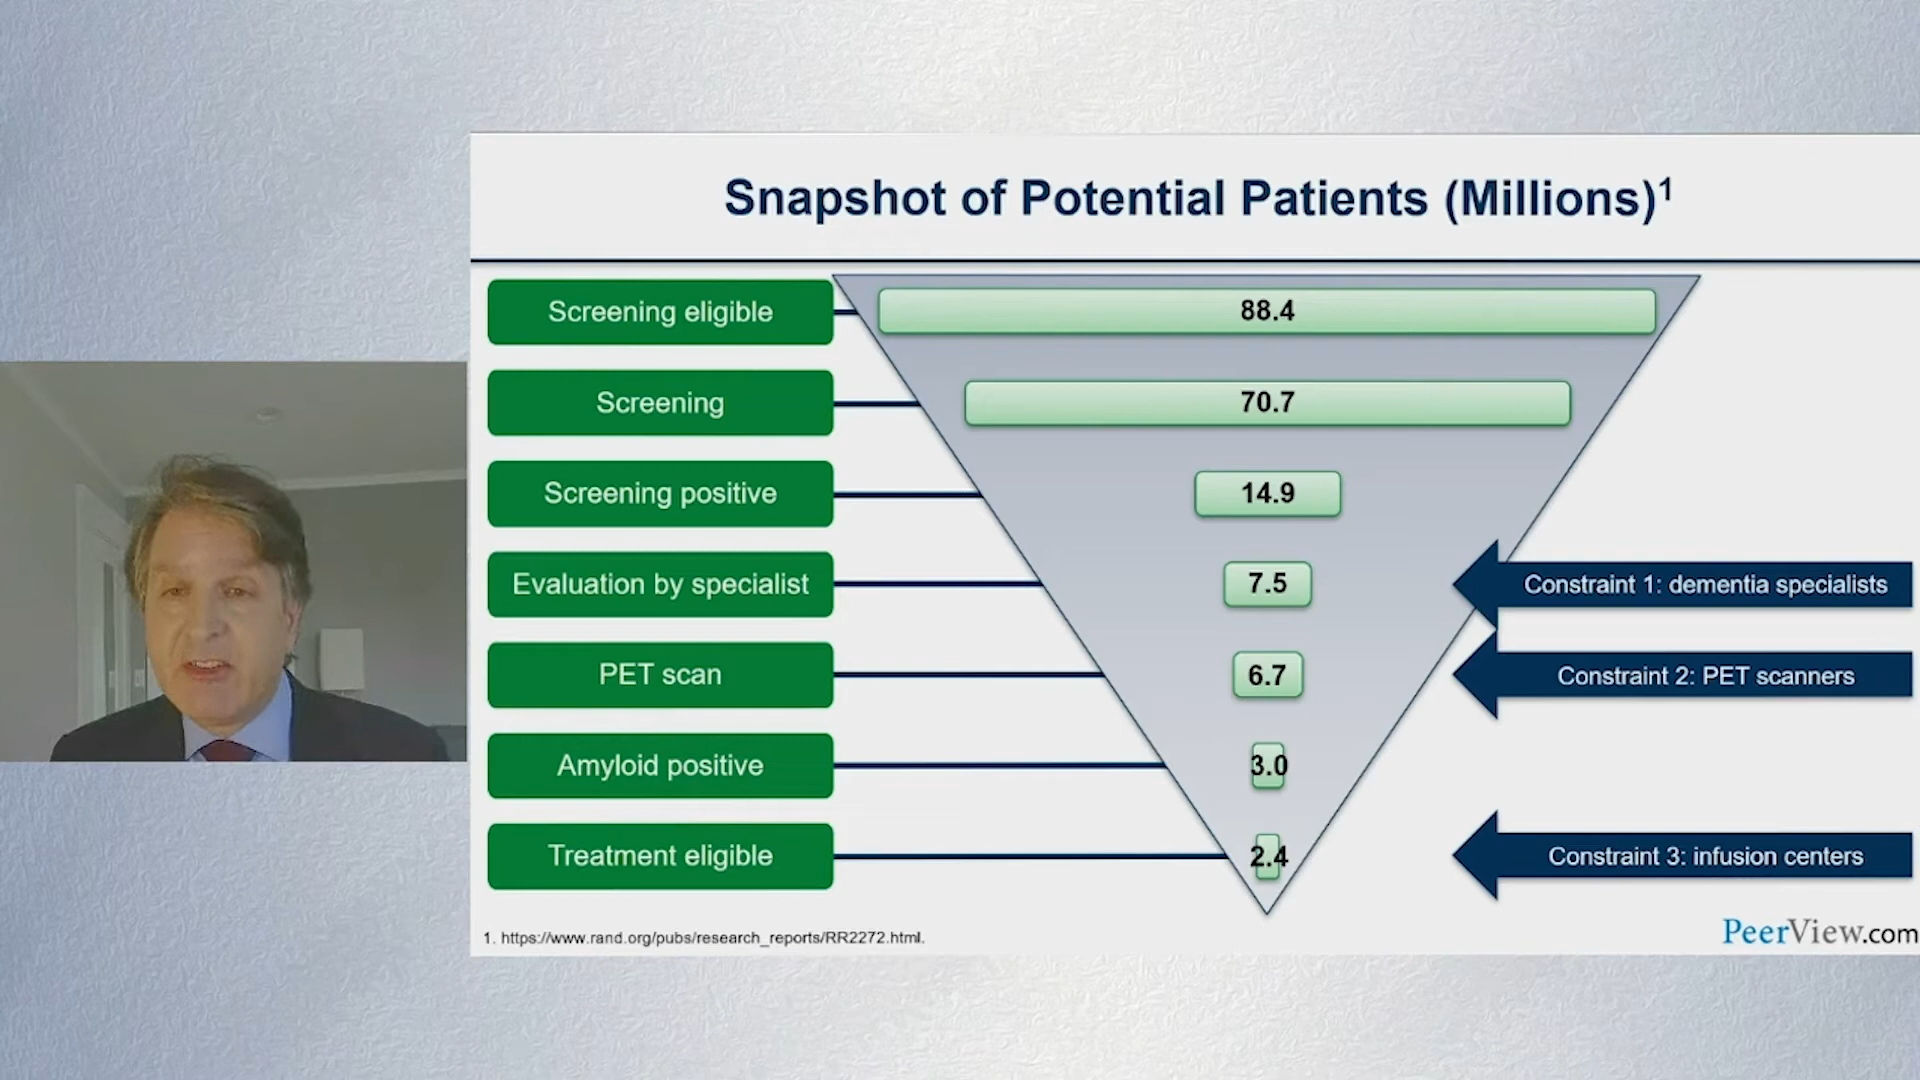 Snapshot of Potential Patients (Millions)¹
Screening eligible
88.4
Screening
70.7
Screening positive
14.9
Evaluation by specialist
7.5
Constraint 1: dementia specialists
PET scan
6.7
Constraint 2: PET scanners
Amyloid positive
3.0
Treatment eligible
2.4
Constraint 3: infusion centers
1. https://www.rand.org/pubs/research_reports/RR2272.html.
PeerView.com